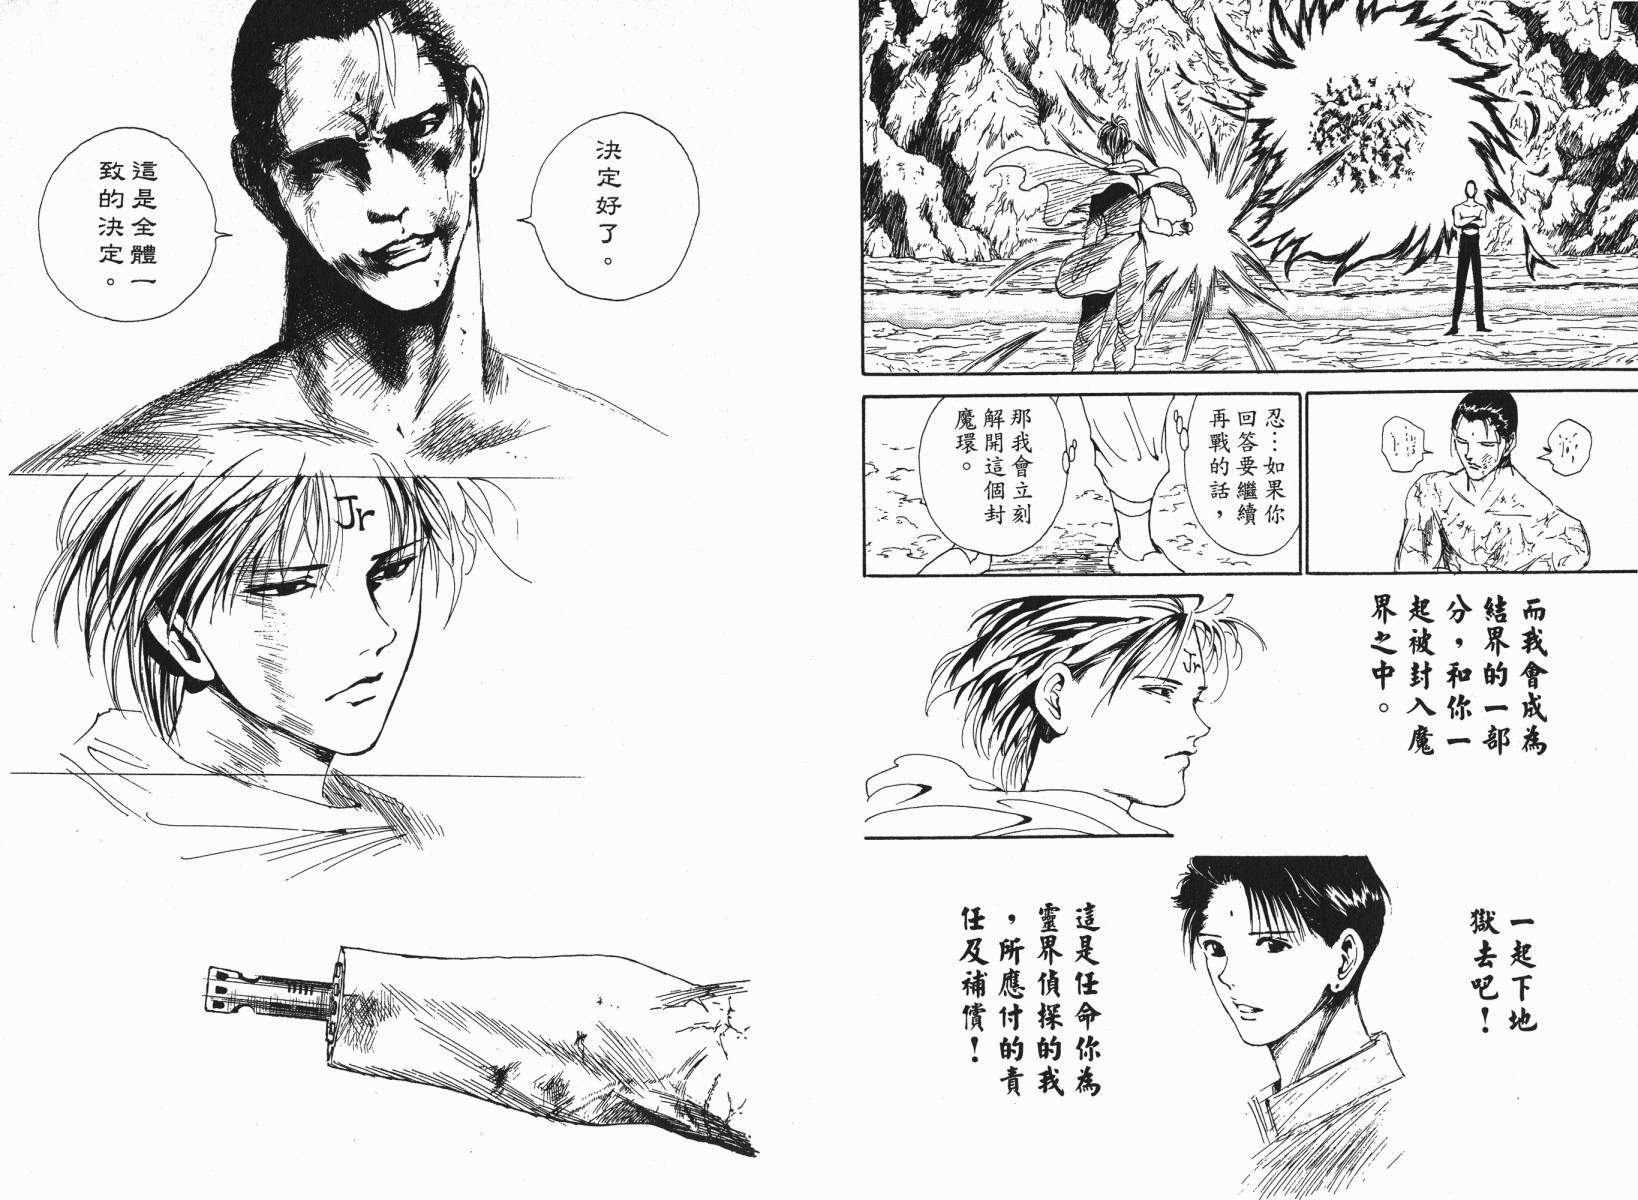 忍…如果你
回答要繼續
再戰的話，
那我會立刻
解開這個封
魔環。
Jr
而我會成為
結界的一部
分，和你一
起被封入魔
界之中。
一起下地
獄去吧！
這是任命你為
靈界偵探的我
，所應付的責
任及補償！
決定好了。
這是全體一
致的決定。
Jr